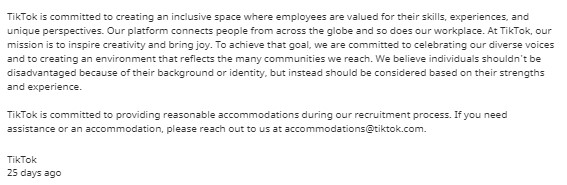 TikTok is committed to creating an inclusive space where employees are valued for their skills, experiences, and
unique perspectives. Our platform connects people from across the globe and so does our workplace. At TikTok, our
mission is to inspire creativity and bring joy. To achieve that goal, we are committed to celebrating our diverse voices
and to creating an environment that reflects the many communities we reach. We believe individuals shouldn't be
disadvantaged because of their background or identity, but instead should be considered based on their strengths
and experience.

TikTok is committed to providing reasonable accommodations during our recruitment process. If you need
assistance or an accommodation, please reach out to us at accommodations@tiktok.com.

TikTok
25 days ago